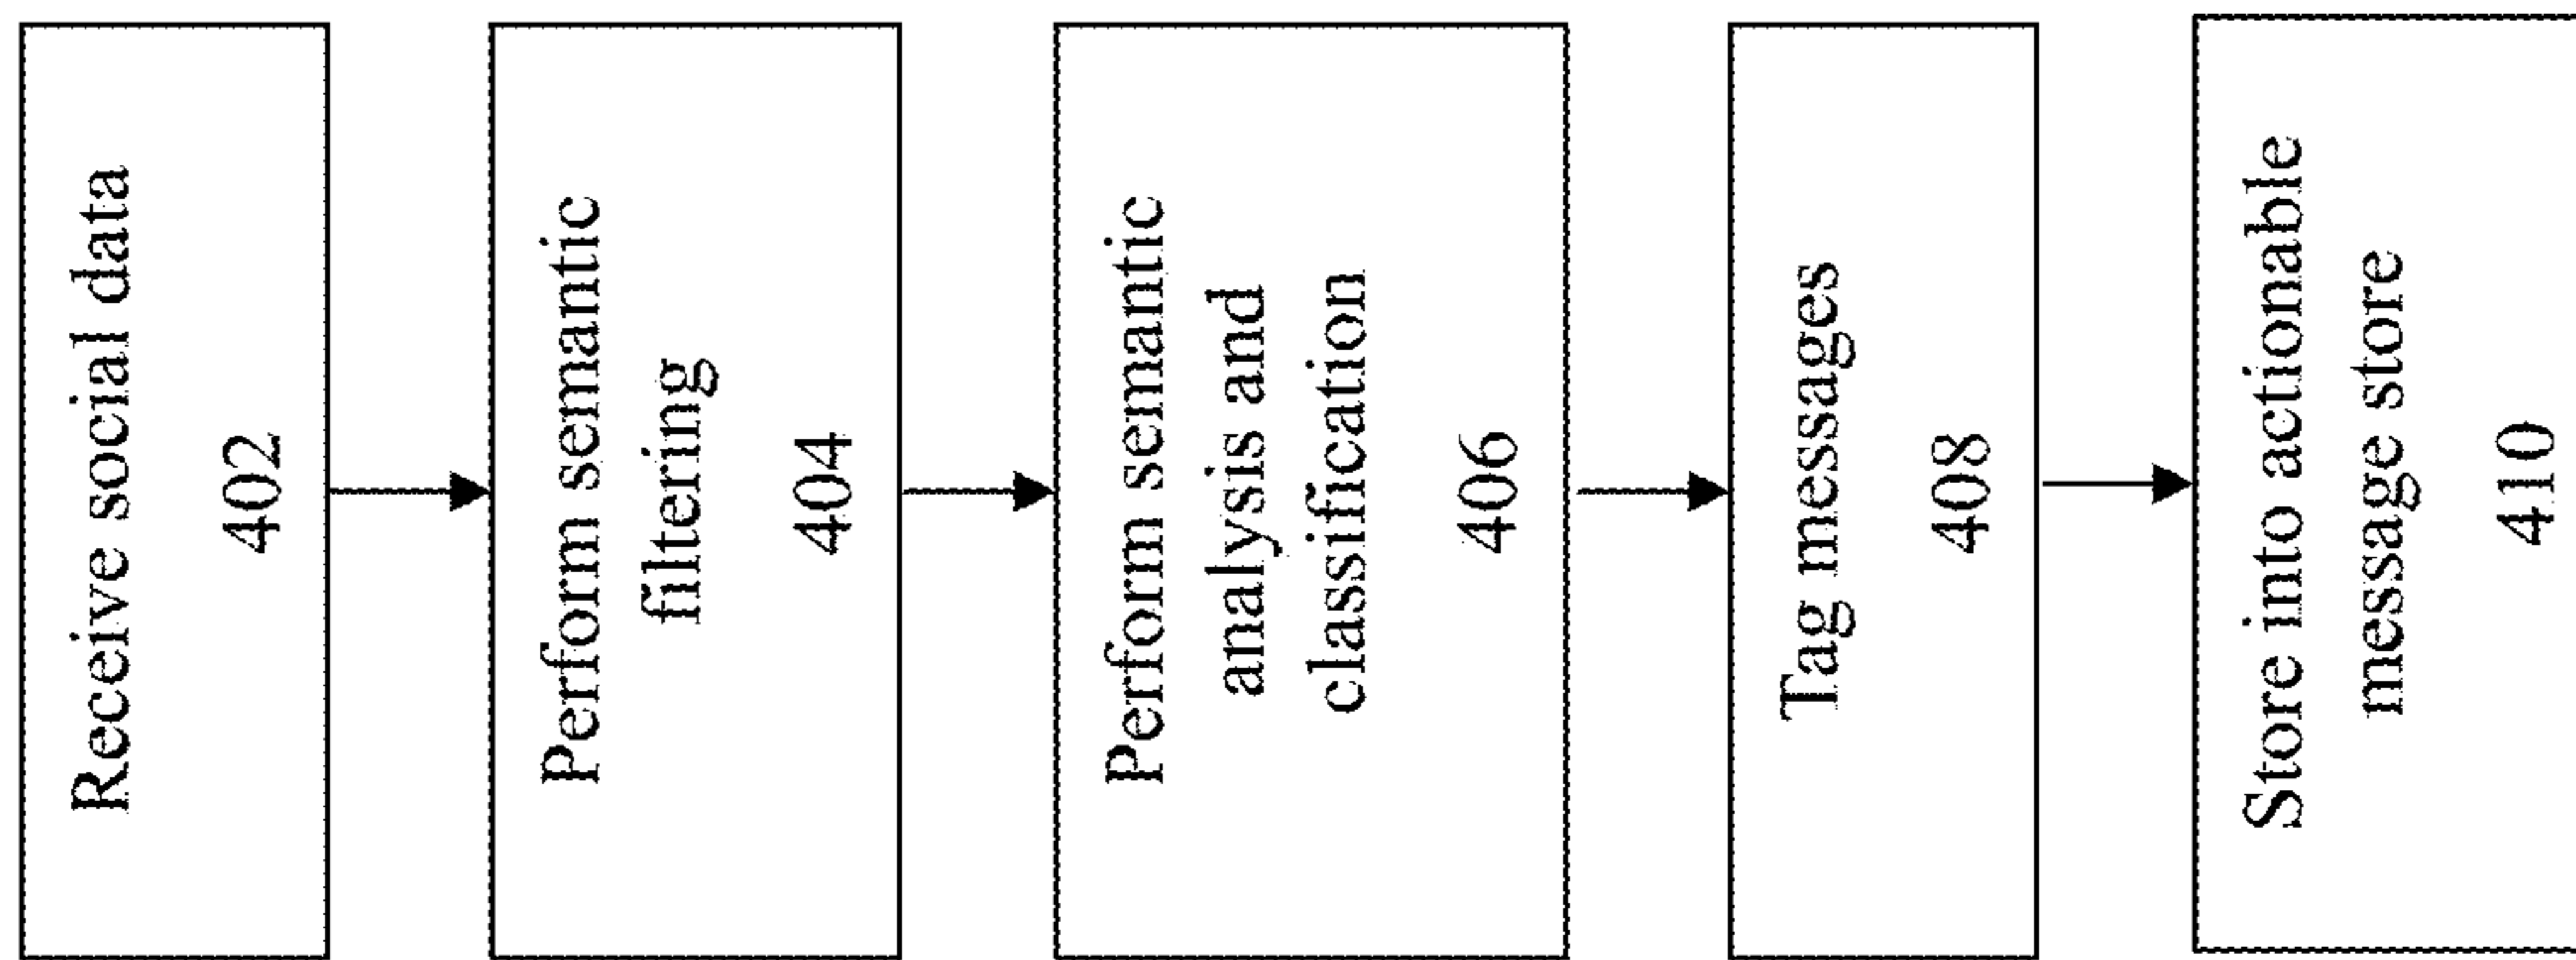 Receive social data
402
Perform semantic
filtering
404
Perform semantic
analysis and
classification
406
Tag messages
408
Store into actionable
message store
410